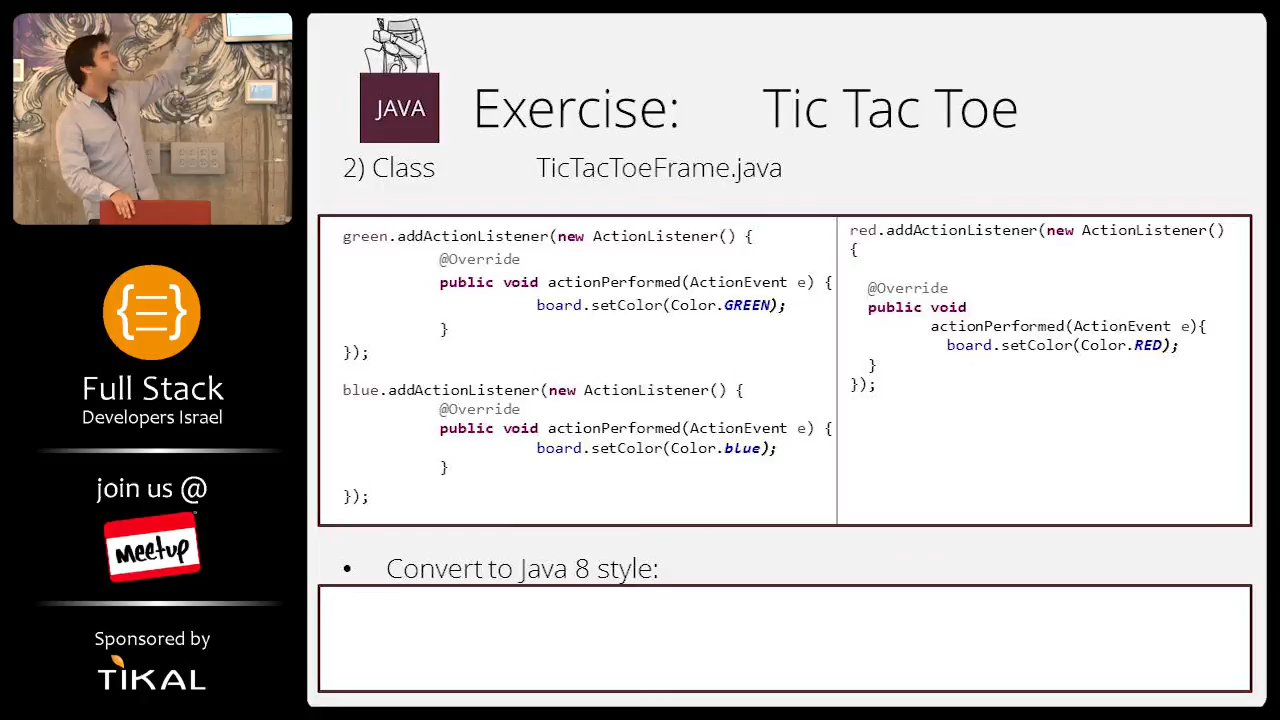 JAVA
Exercise: Tic Tac Toe
2) Class TicTacToeFrame.java
green.addActionListener(new ActionListener() {
@Override
public void actionPerformed(ActionEvent e) {
board.setColor(Color.GREEN);
}
});
blue.addActionListener(new ActionListener() {
@Override
public void actionPerformed(ActionEvent e) {
board.setColor(Color.blue);
}
});
red.addActionListener(new ActionListener()
{
@Override
public void
actionPerformed(ActionEvent e){
board.setColor(Color.RED);
}
});
• Convert to Java 8 style:
{=}
Full Stack
Developers Israel
join us @
Meetup
Sponsored by
TIKAL